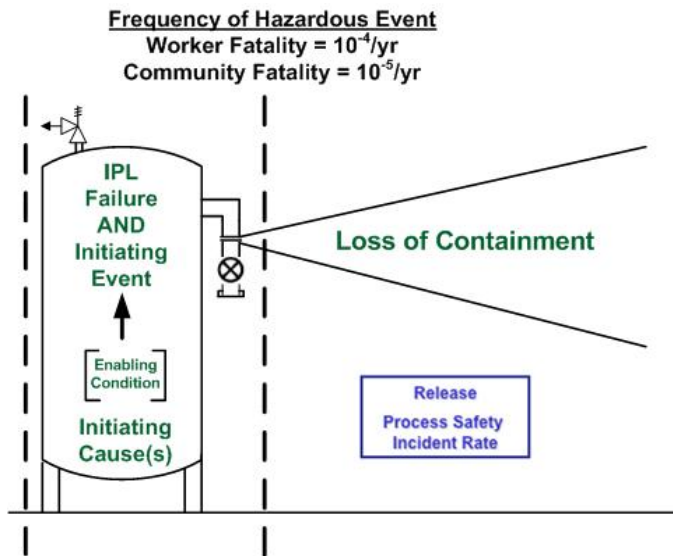 Frequency of Hazardous Event
Worker Fatality = 10⁻⁴/yr
Community Fatality = 10⁻⁵/yr
IPL
Failure
AND
Initiating
Event
Enabling
Condition
Initiating
Cause(s)
Loss of Containment
Release
Process Safety
Incident Rate